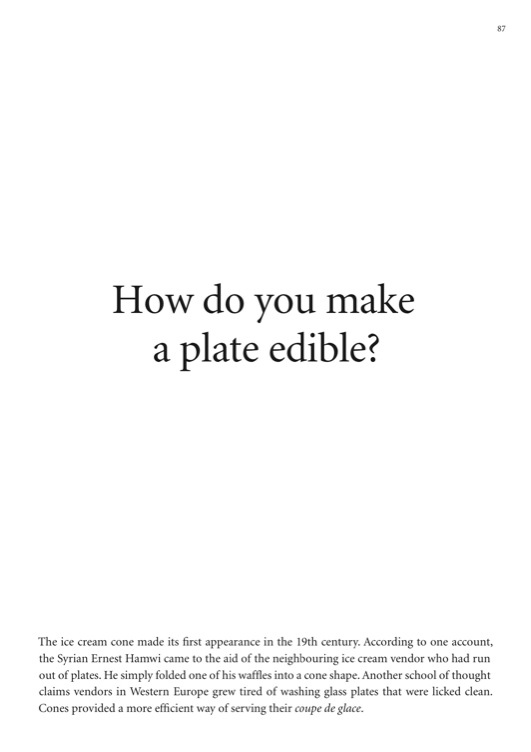 87
How do you make
a plate edible?
The ice cream cone made its first appearance in the 19th century. According to one account,
the Syrian Ernest Hamwi came to the aid of the neighbouring ice cream vendor who had run
out of plates. He simply folded one of his waffles into a cone shape. Another school of thought
claims vendors in Western Europe grew tired of washing glass plates that were licked clean.
Cones provided a more efficient way of serving their coupe de glace.